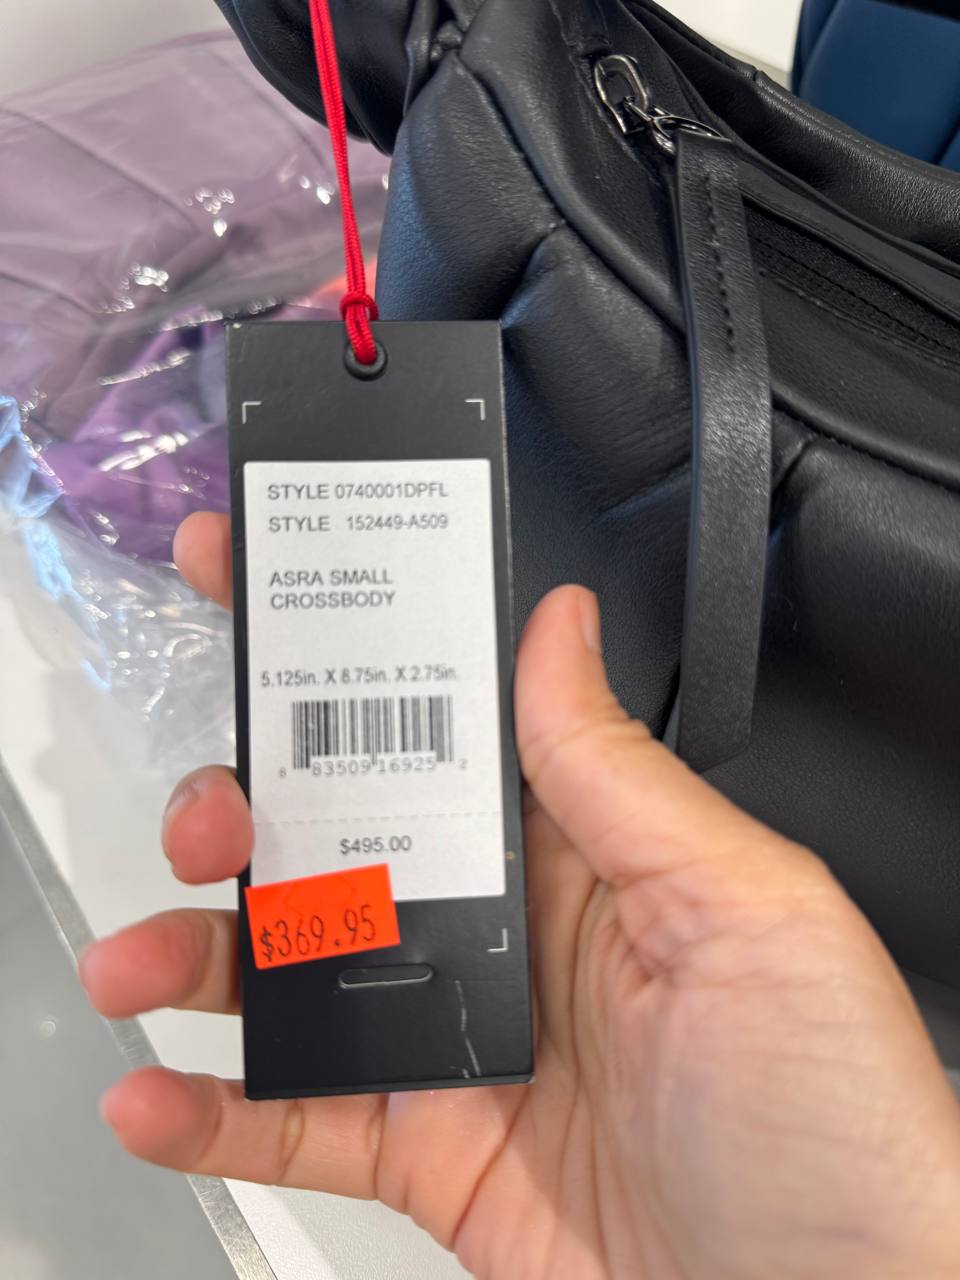 STYLE 0740001DPFL
STYLE 152449-A509
ASRA SMALL
CROSSBODY
5.125in. X 8.75in. X 2.75in.
8 83509 16925 2
$495.00
$369.95